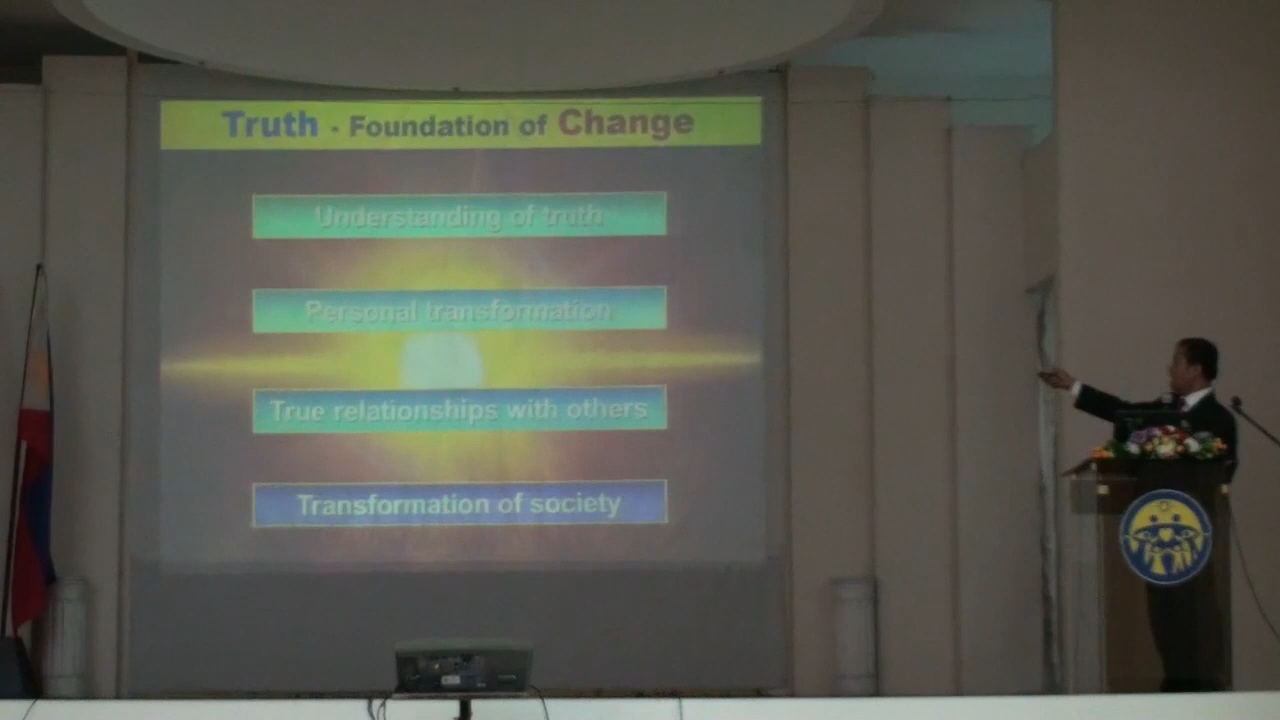 Truth - Foundation of Change
Understanding of truth
Personal transformation
True relationships with others
Transformation of society